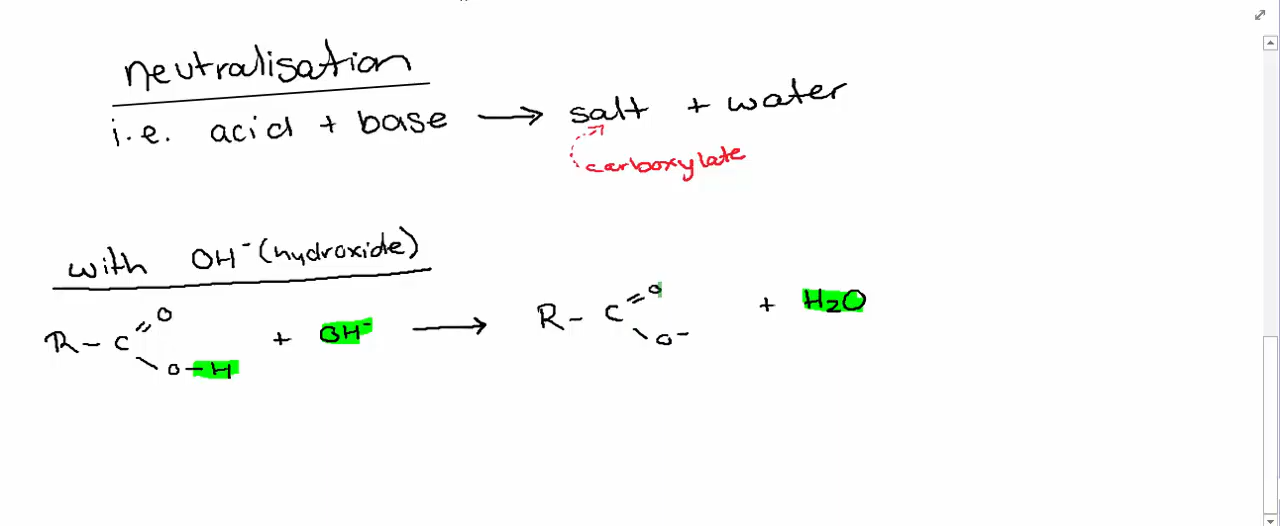 neutralisation
i.e. acid + base ⟶ salt + water
carboxylate
with OH⁻ (hydroxide)
R - C =O O - H + OH⁻ ⟶ R - C =O O⁻ + H2O